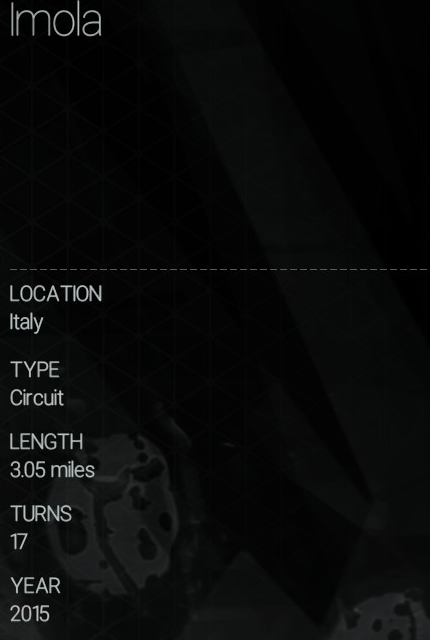 Imola
LOCATION
Italy
TYPE
Circuit
LENGTH
3.05 miles
TURNS
17
YEAR
2015